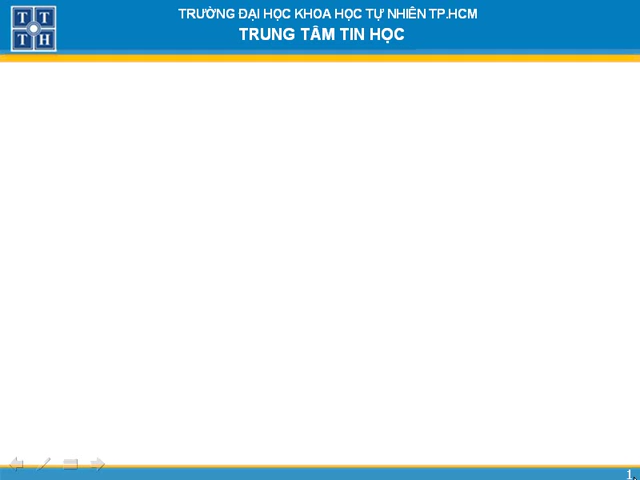 TRƯỜNG ĐẠI HỌC KHOA HỌC TỰ NHIÊN TP.HCM
TRUNG TÂM TIN HỌC
T T
T H
1